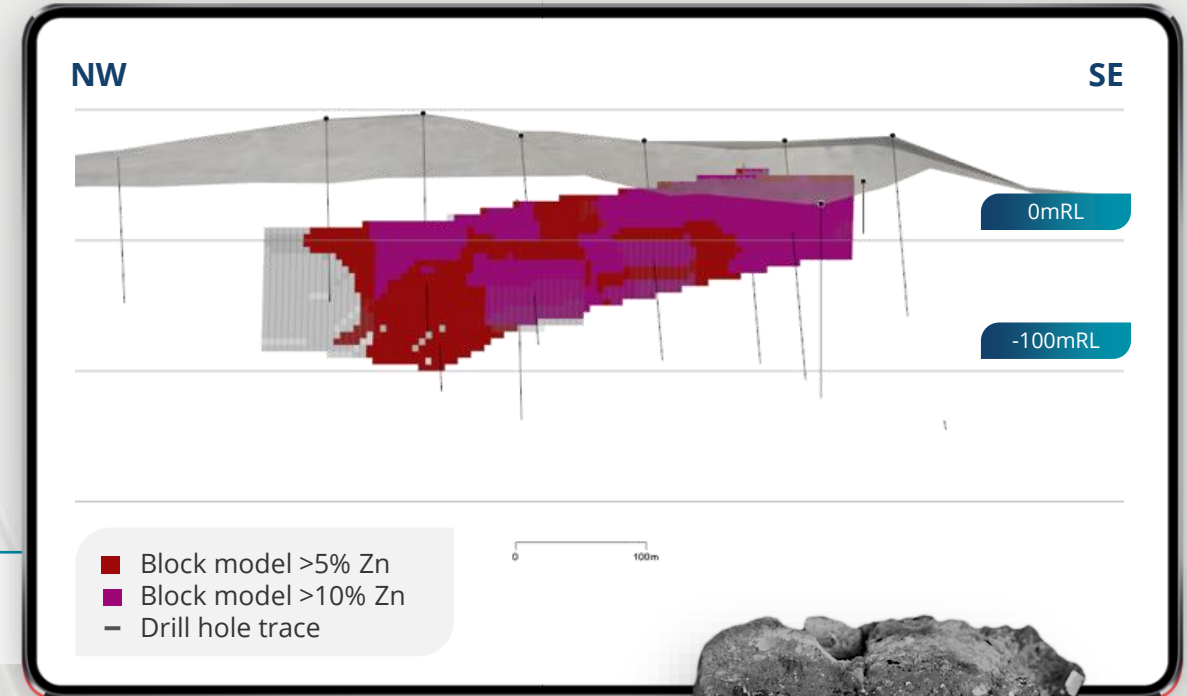 NW
SE
0mRL
-100mRL
0
100m
Block model >5% Zn
Block model >10% Zn
Drill hole trace